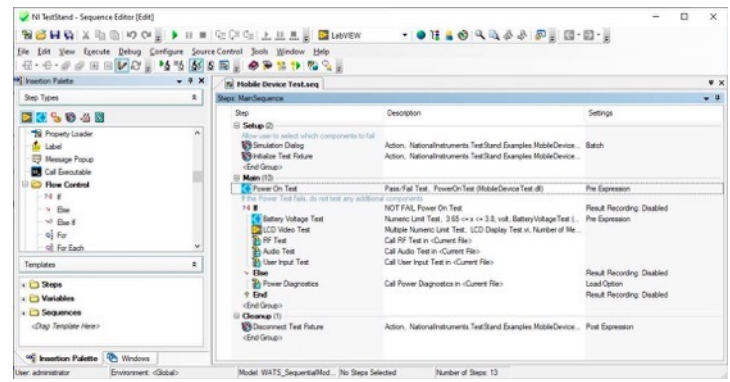 NI TestStand - Sequence Editor [Edit]
LabVIEW
File Edit View Execute Debug Configure Source Control Tools Window Help
Insertion Palette
Mobile Device Test.seq
Step Types
Steps: MainSequence
Step Description Settings
Setup (2)
Allow user to select which components to fail
Simulation Dialog Action, NationalInstruments.TestStand.Examples.MobileDevice... Batch
Initialize Test Fixture Action, NationalInstruments.TestStand.Examples.MobileDevice...
<End Group>
Main (10)
Power On Test Pass/Fail Test, PowerOnTest (MobileDeviceTest.dll) Pre Expression
If the Power Test fails, do not test any additional components
If NOT FAIL Power On Test Result Recording: Disabled
Battery Voltage Test Numeric Limit Test, 3.65 <= x <= 3.8, volt, BatteryVoltageTest (... Pre Expression
LCD Video Test Multiple Numeric Limit Test, LCD Display Test.vi, Number of Me...
RF Test Call RF Test in <Current File>
Audio Test Call Audio Test in <Current File>
User Input Test Call User Input Test in <Current File>
Else Result Recording: Disabled
Power Diagnostics Call Power Diagnostics in <Current File> Load Option
End Result Recording: Disabled
<End Group>
Cleanup (1)
Disconnect Test Fixture Action, NationalInstruments.TestStand.Examples.MobileDevice... Post Expression
<End Group>
Property Loader
Label
Message Popup
Call Executable
Flow Control
If
Else
Else If
For
For Each
Templates
Steps
Variables
Sequences
<Drag Template Here>
Insertion Palette Windows
User: administrator Environment: <Global> Model: WATS_SequentialMod... No Steps Selected Number of Steps: 13